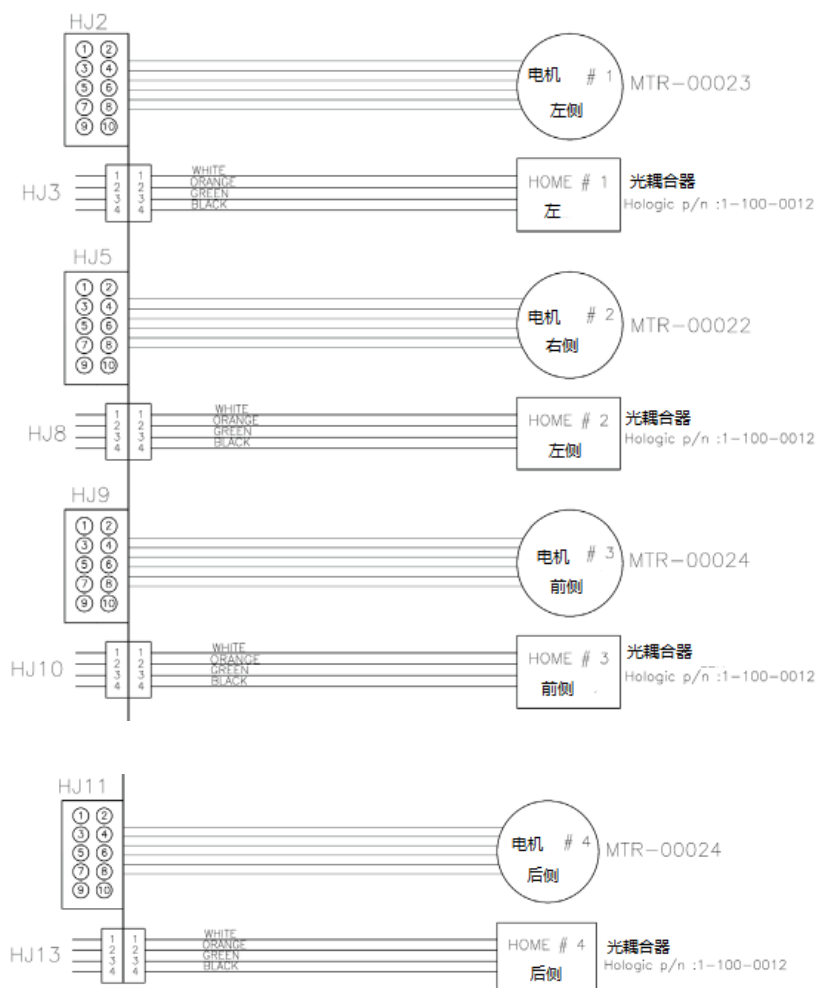 HJ2
① ②
③ ④
⑤ ⑥
⑦ ⑧
⑨ ⑩
电机 # 1
左侧
MTR-00023
HJ3
1 1
2 2
3 3
4 4
WHITE
ORANGE
GREEN
BLACK
HOME # 1
左
光耦合器
Hologic p/n :1-100-0012
HJ5
① ②
③ ④
⑤ ⑥
⑦ ⑧
⑨ ⑩
电机 # 2
右侧
MTR-00022
HJ8
1 1
2 2
3 3
4 4
WHITE
ORANGE
GREEN
BLACK
HOME # 2
左侧
光耦合器
Hologic p/n :1-100-0012
HJ9
① ②
③ ④
⑤ ⑥
⑦ ⑧
⑨ ⑩
电机 # 3
前侧
MTR-00024
HJ10
1 1
2 2
3 3
4 4
WHITE
ORANGE
GREEN
BLACK
HOME # 3
前侧
光耦合器
Hologic p/n :1-100-0012
HJ11
① ②
③ ④
⑤ ⑥
⑦ ⑧
⑨ ⑩
电机 # 4
后侧
MTR-00024
HJ13
1 1
2 2
3 3
4 4
WHITE
ORANGE
GREEN
BLACK
HOME # 4
后侧
光耦合器
Hologic p/n :1-100-0012